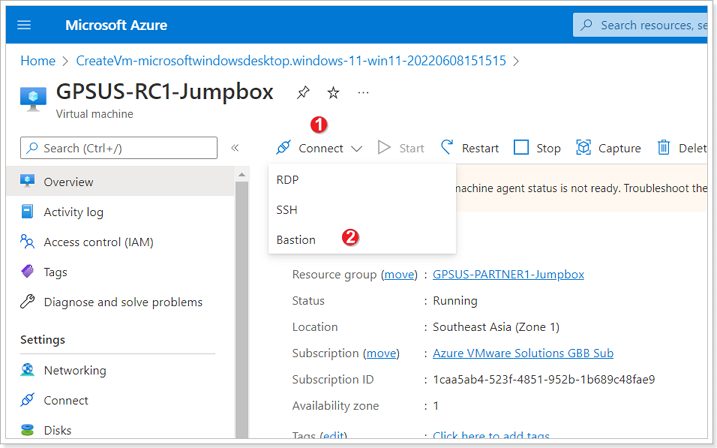 Microsoft Azure
Search resources, se
Home > CreateVm-microsoftwindowsdesktop.windows-11-win11-20220608151515 >
GPSUS-RC1-Jumpbox
Virtual machine
1
Search (Ctrl+/)
Connect
Start
Restart
Stop
Capture
Delet
Overview
Activity log
Access control (IAM)
Tags
Diagnose and solve problems
Settings
Networking
Connect
Disks
RDP
SSH
Bastion
2
machine agent status is not ready. Troubleshoot the
Resource group (move) : GPSUS-PARTNER1-Jumpbox
Status : Running
Location : Southeast Asia (Zone 1)
Subscription (move) : Azure VMware Solutions GBB Sub
Subscription ID : 1caa5ab4-523f-4851-952b-1b689c48fae9
Availability zone : 1
Tags (edit) : Click here to add tags